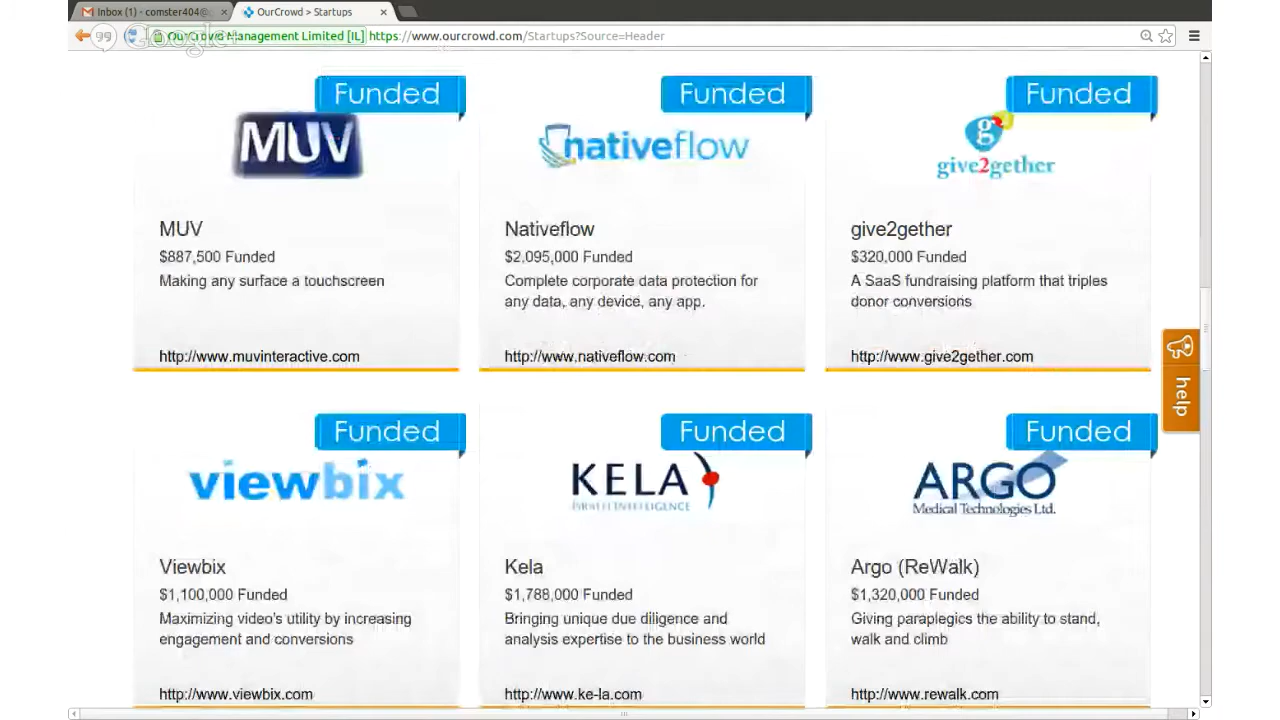 Inbox (1) - comster404@
OurCrowd > Startups
Google+
OurCrowd Management Limited [IL] https://www.ourcrowd.com/Startups?Source=Header
Funded
Funded
Funded
MUV
nativeflow
g
give2gether
MUV
Nativeflow
give2gether
$887,500 Funded
$2,095,000 Funded
$320,000 Funded
Making any surface a touchscreen
Complete corporate data protection for
any data, any device, any app.
A SaaS fundraising platform that triples
donor conversions
http://www.muvinteractive.com
http://www.nativeflow.com
http://www.give2gether.com
help
Funded
Funded
Funded
viewbix
KELA
INTELLIGENCE
ARGO
Medical Technologies Ltd.
Viewbix
Kela
Argo (ReWalk)
$1,100,000 Funded
$1,788,000 Funded
$1,320,000 Funded
Maximizing video's utility by increasing
engagement and conversions
Bringing unique due diligence and
analysis expertise to the business world
Giving paraplegics the ability to stand,
walk and climb
http://www.viewbix.com
http://www.ke-la.com
http://www.rewalk.com